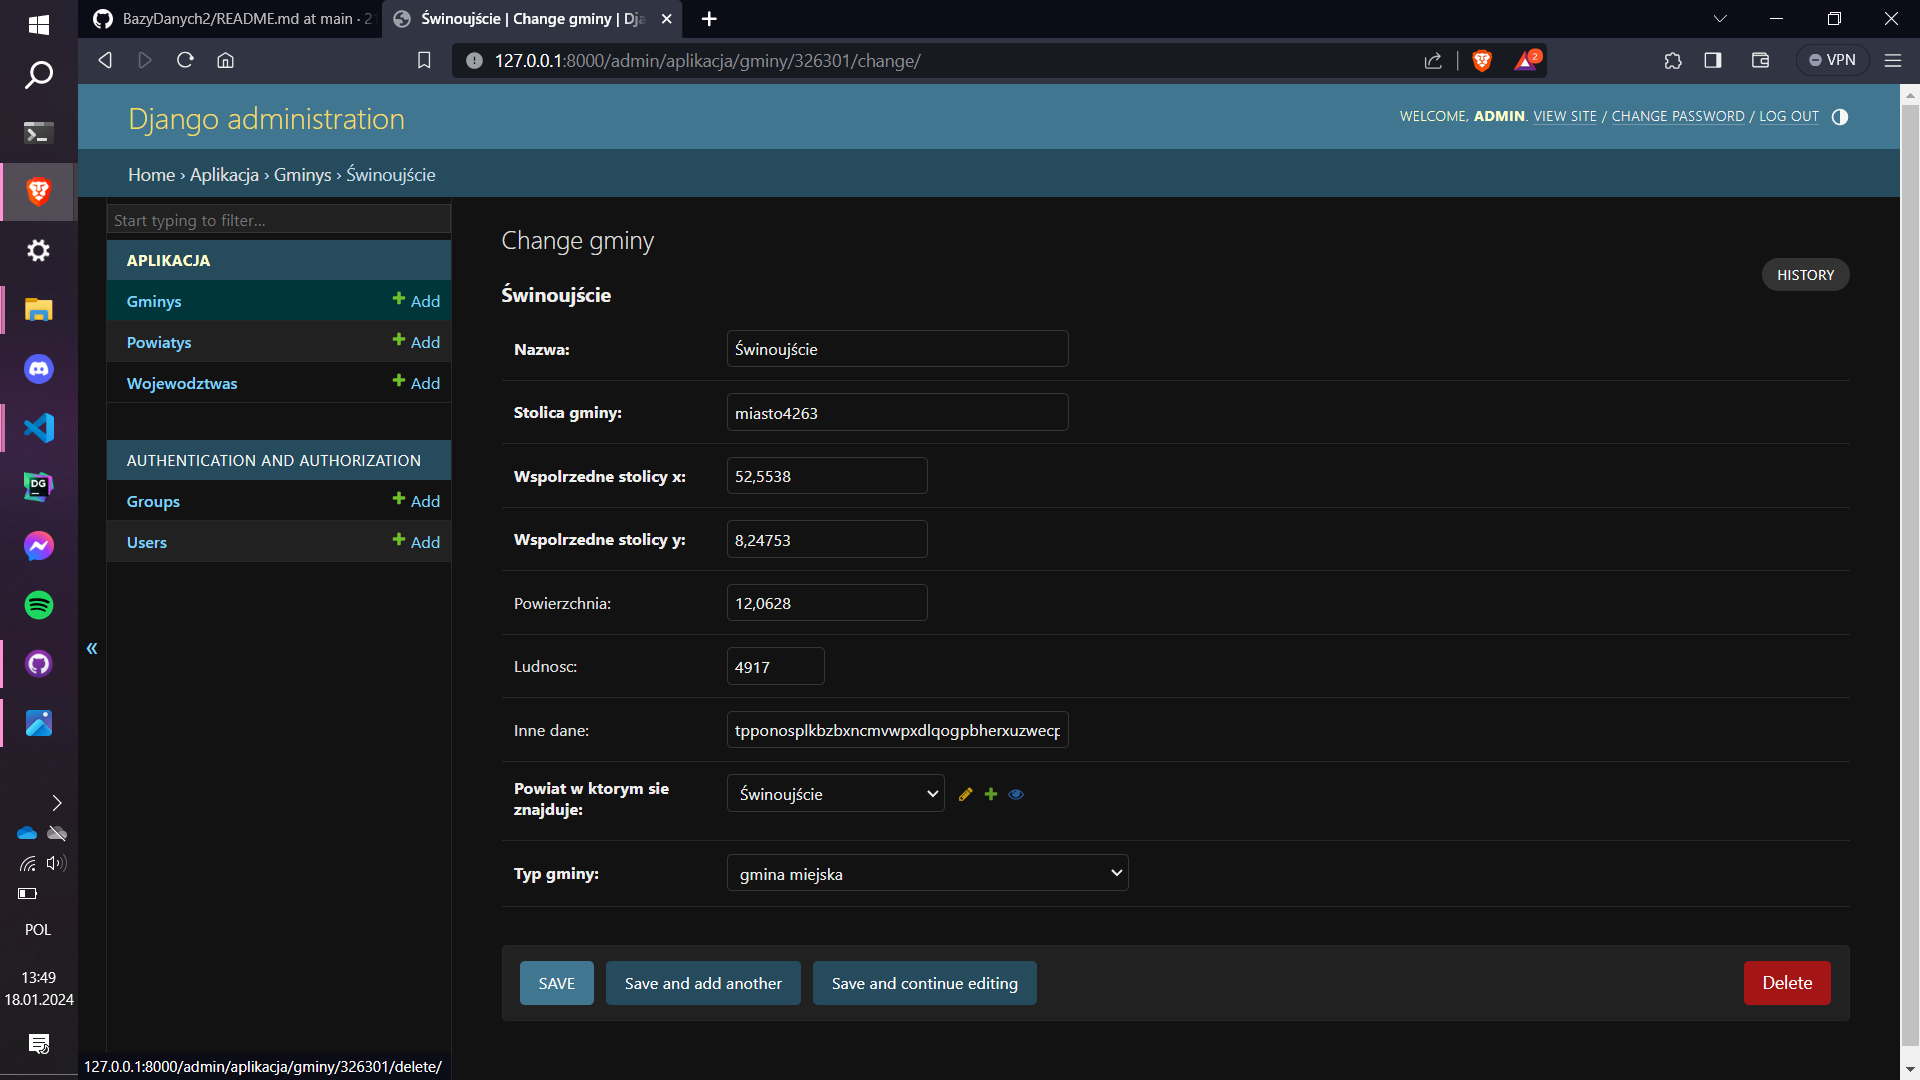 BazyDanych2/README.md at main · 2
Świnoujście | Change gminy | Dja
127.0.0.1:8000/admin/aplikacja/gminy/326301/change/
2
VPN
Django administration
WELCOME, ADMIN. VIEW SITE / CHANGE PASSWORD / LOG OUT
Home › Aplikacja › Gminys › Świnoujście
Start typing to filter...
APLIKACJA
Gminys
Add
Powiatys
Add
Wojewodztwas
Add
AUTHENTICATION AND AUTHORIZATION
Groups
Add
Users
Add
«
Change gminy
HISTORY
Świnoujście
Nazwa:
Świnoujście
Stolica gminy:
miasto4263
Wspolrzedne stolicy x:
52,5538
Wspolrzedne stolicy y:
8,24753
Powierzchnia:
12,0628
Ludnosc:
4917
Inne dane:
tpponosplkbzbxncmvwpxdlqogpbherxuzwecp
Powiat w ktorym sie
znajduje:
Świnoujście
Typ gminy:
gmina miejska
SAVE
Save and add another
Save and continue editing
Delete
DG
POL
13:49
18.01.2024
127.0.0.1:8000/admin/aplikacja/gminy/326301/delete/